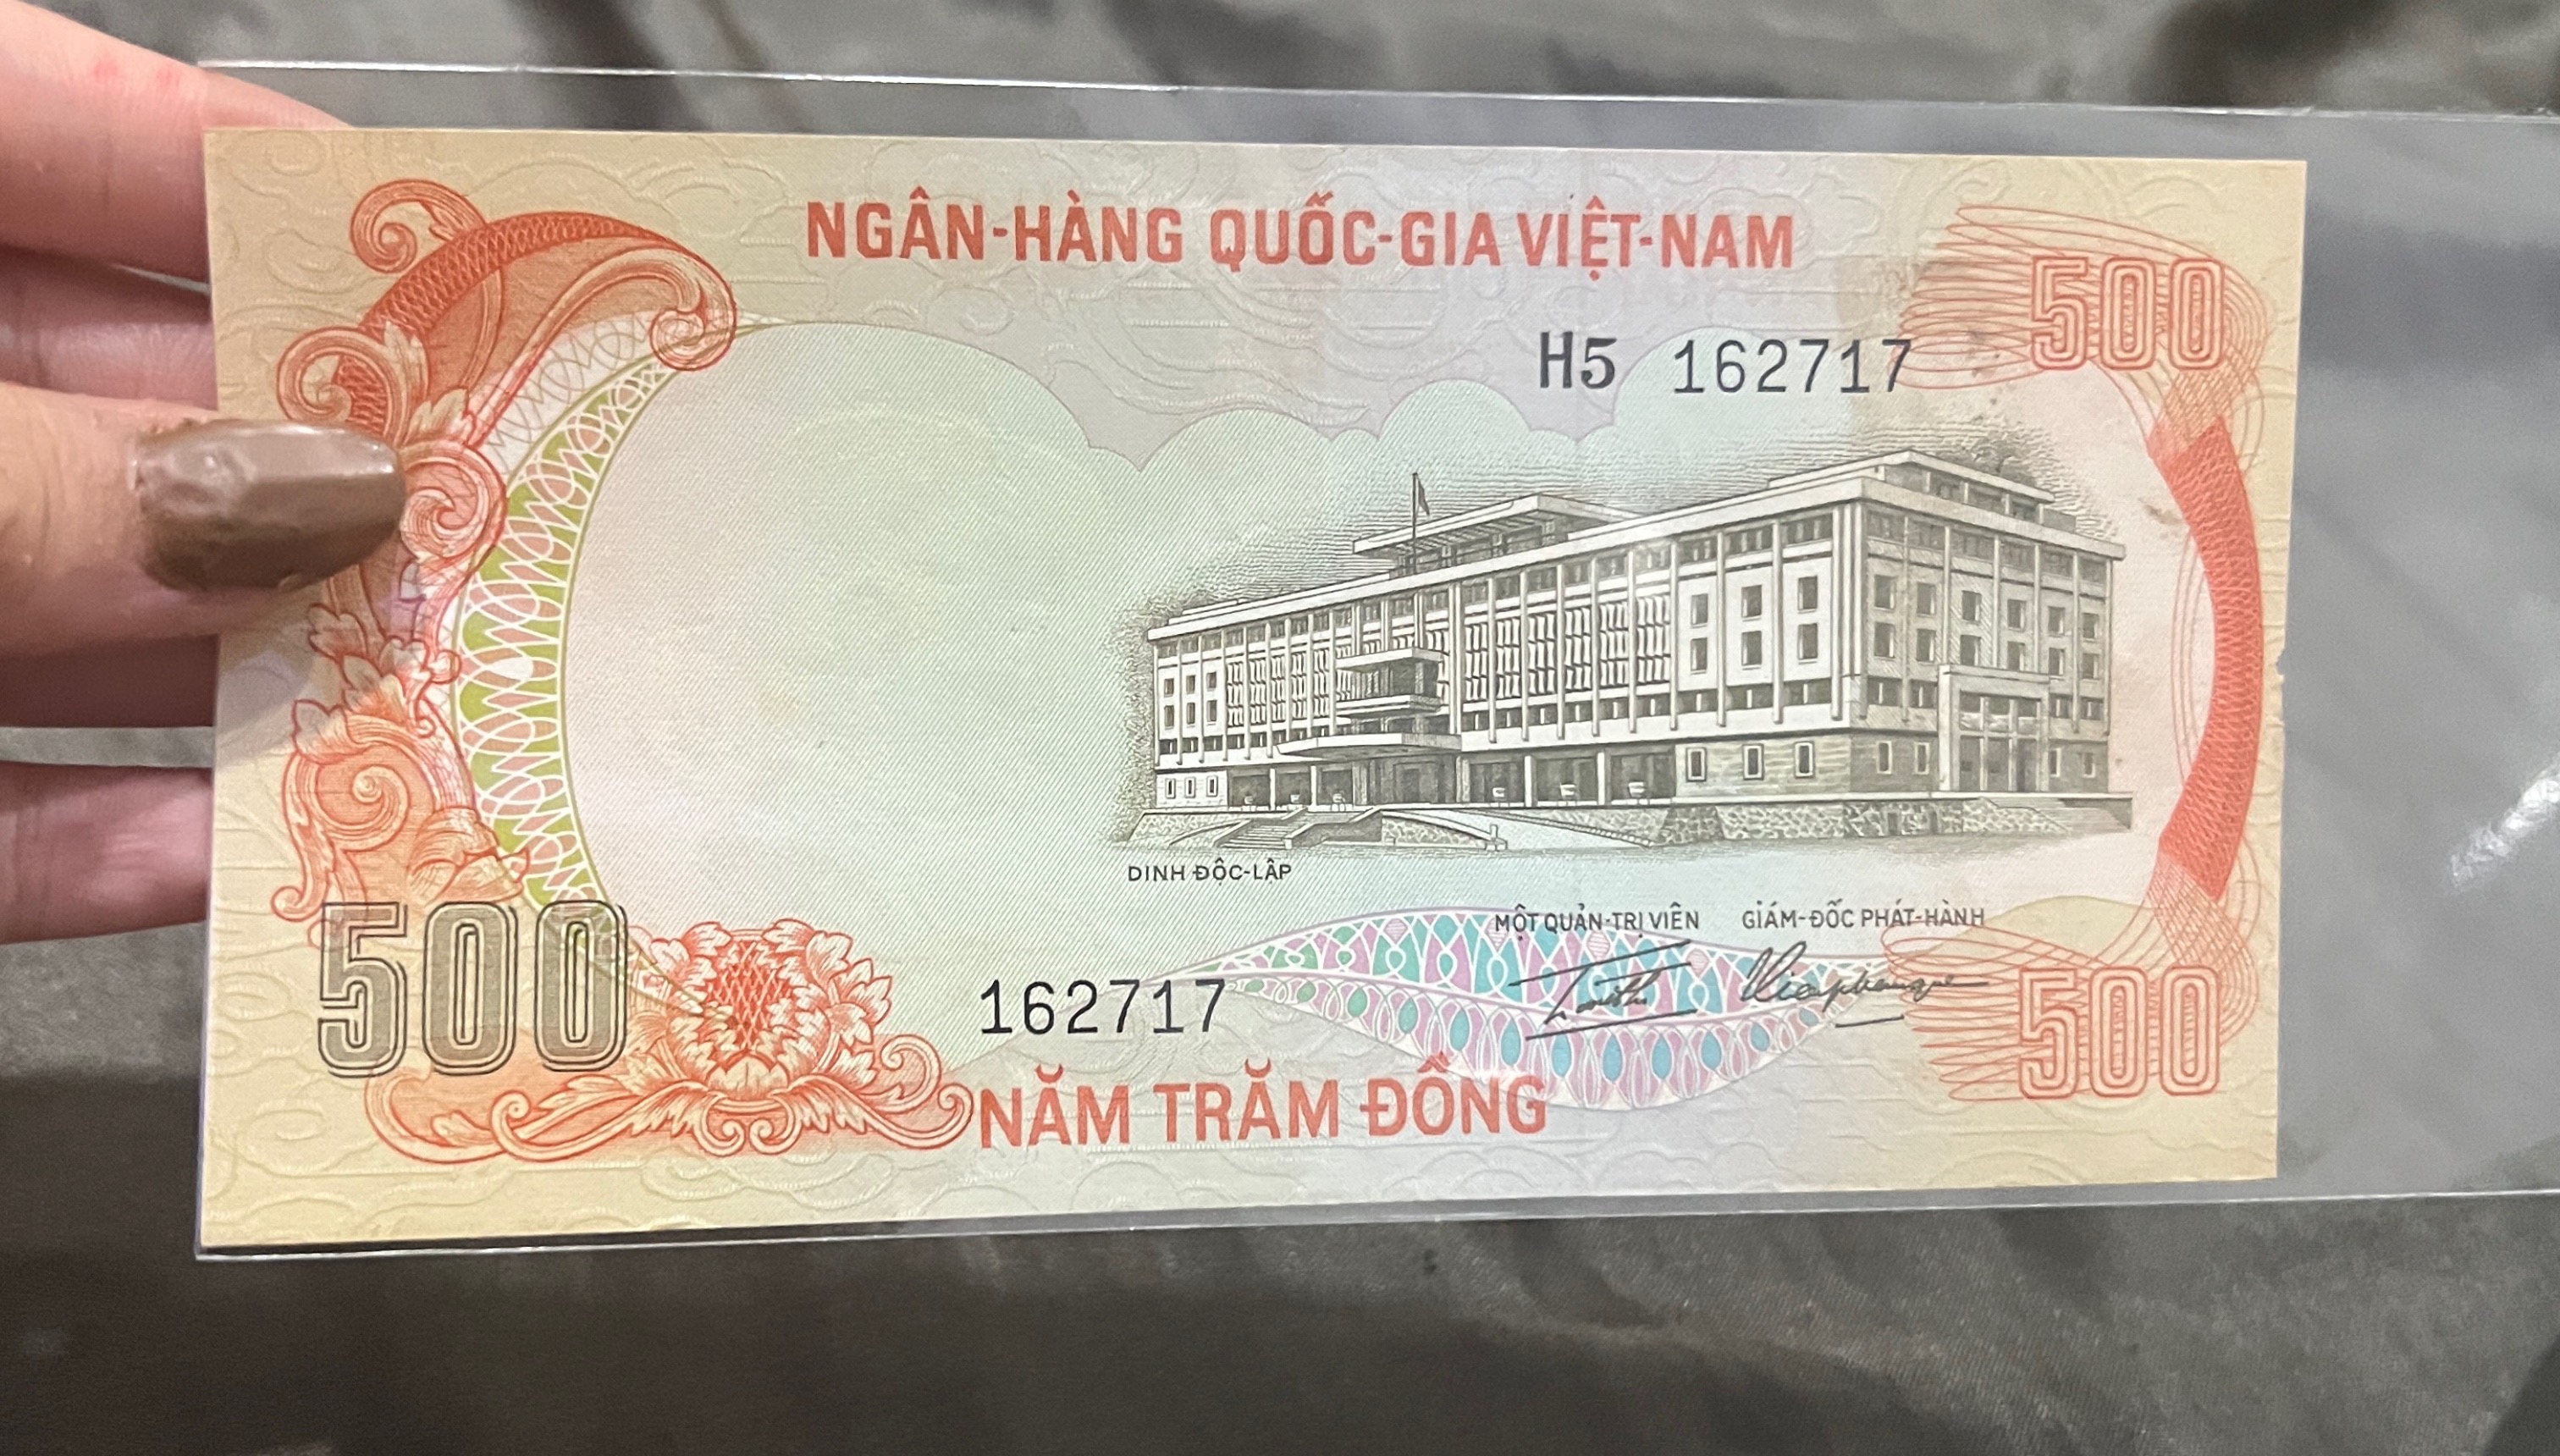 NGÂN-HÀNG QUỐC-GIA VIỆT-NAM
500
H5 162717
DINH ĐỘC-LẬP
MỘT QUẢN-TRỊ VIÊN GIÁM-ĐỐC PHÁT-HÀNH
500
162717
500
NĂM TRĂM ĐỒNG